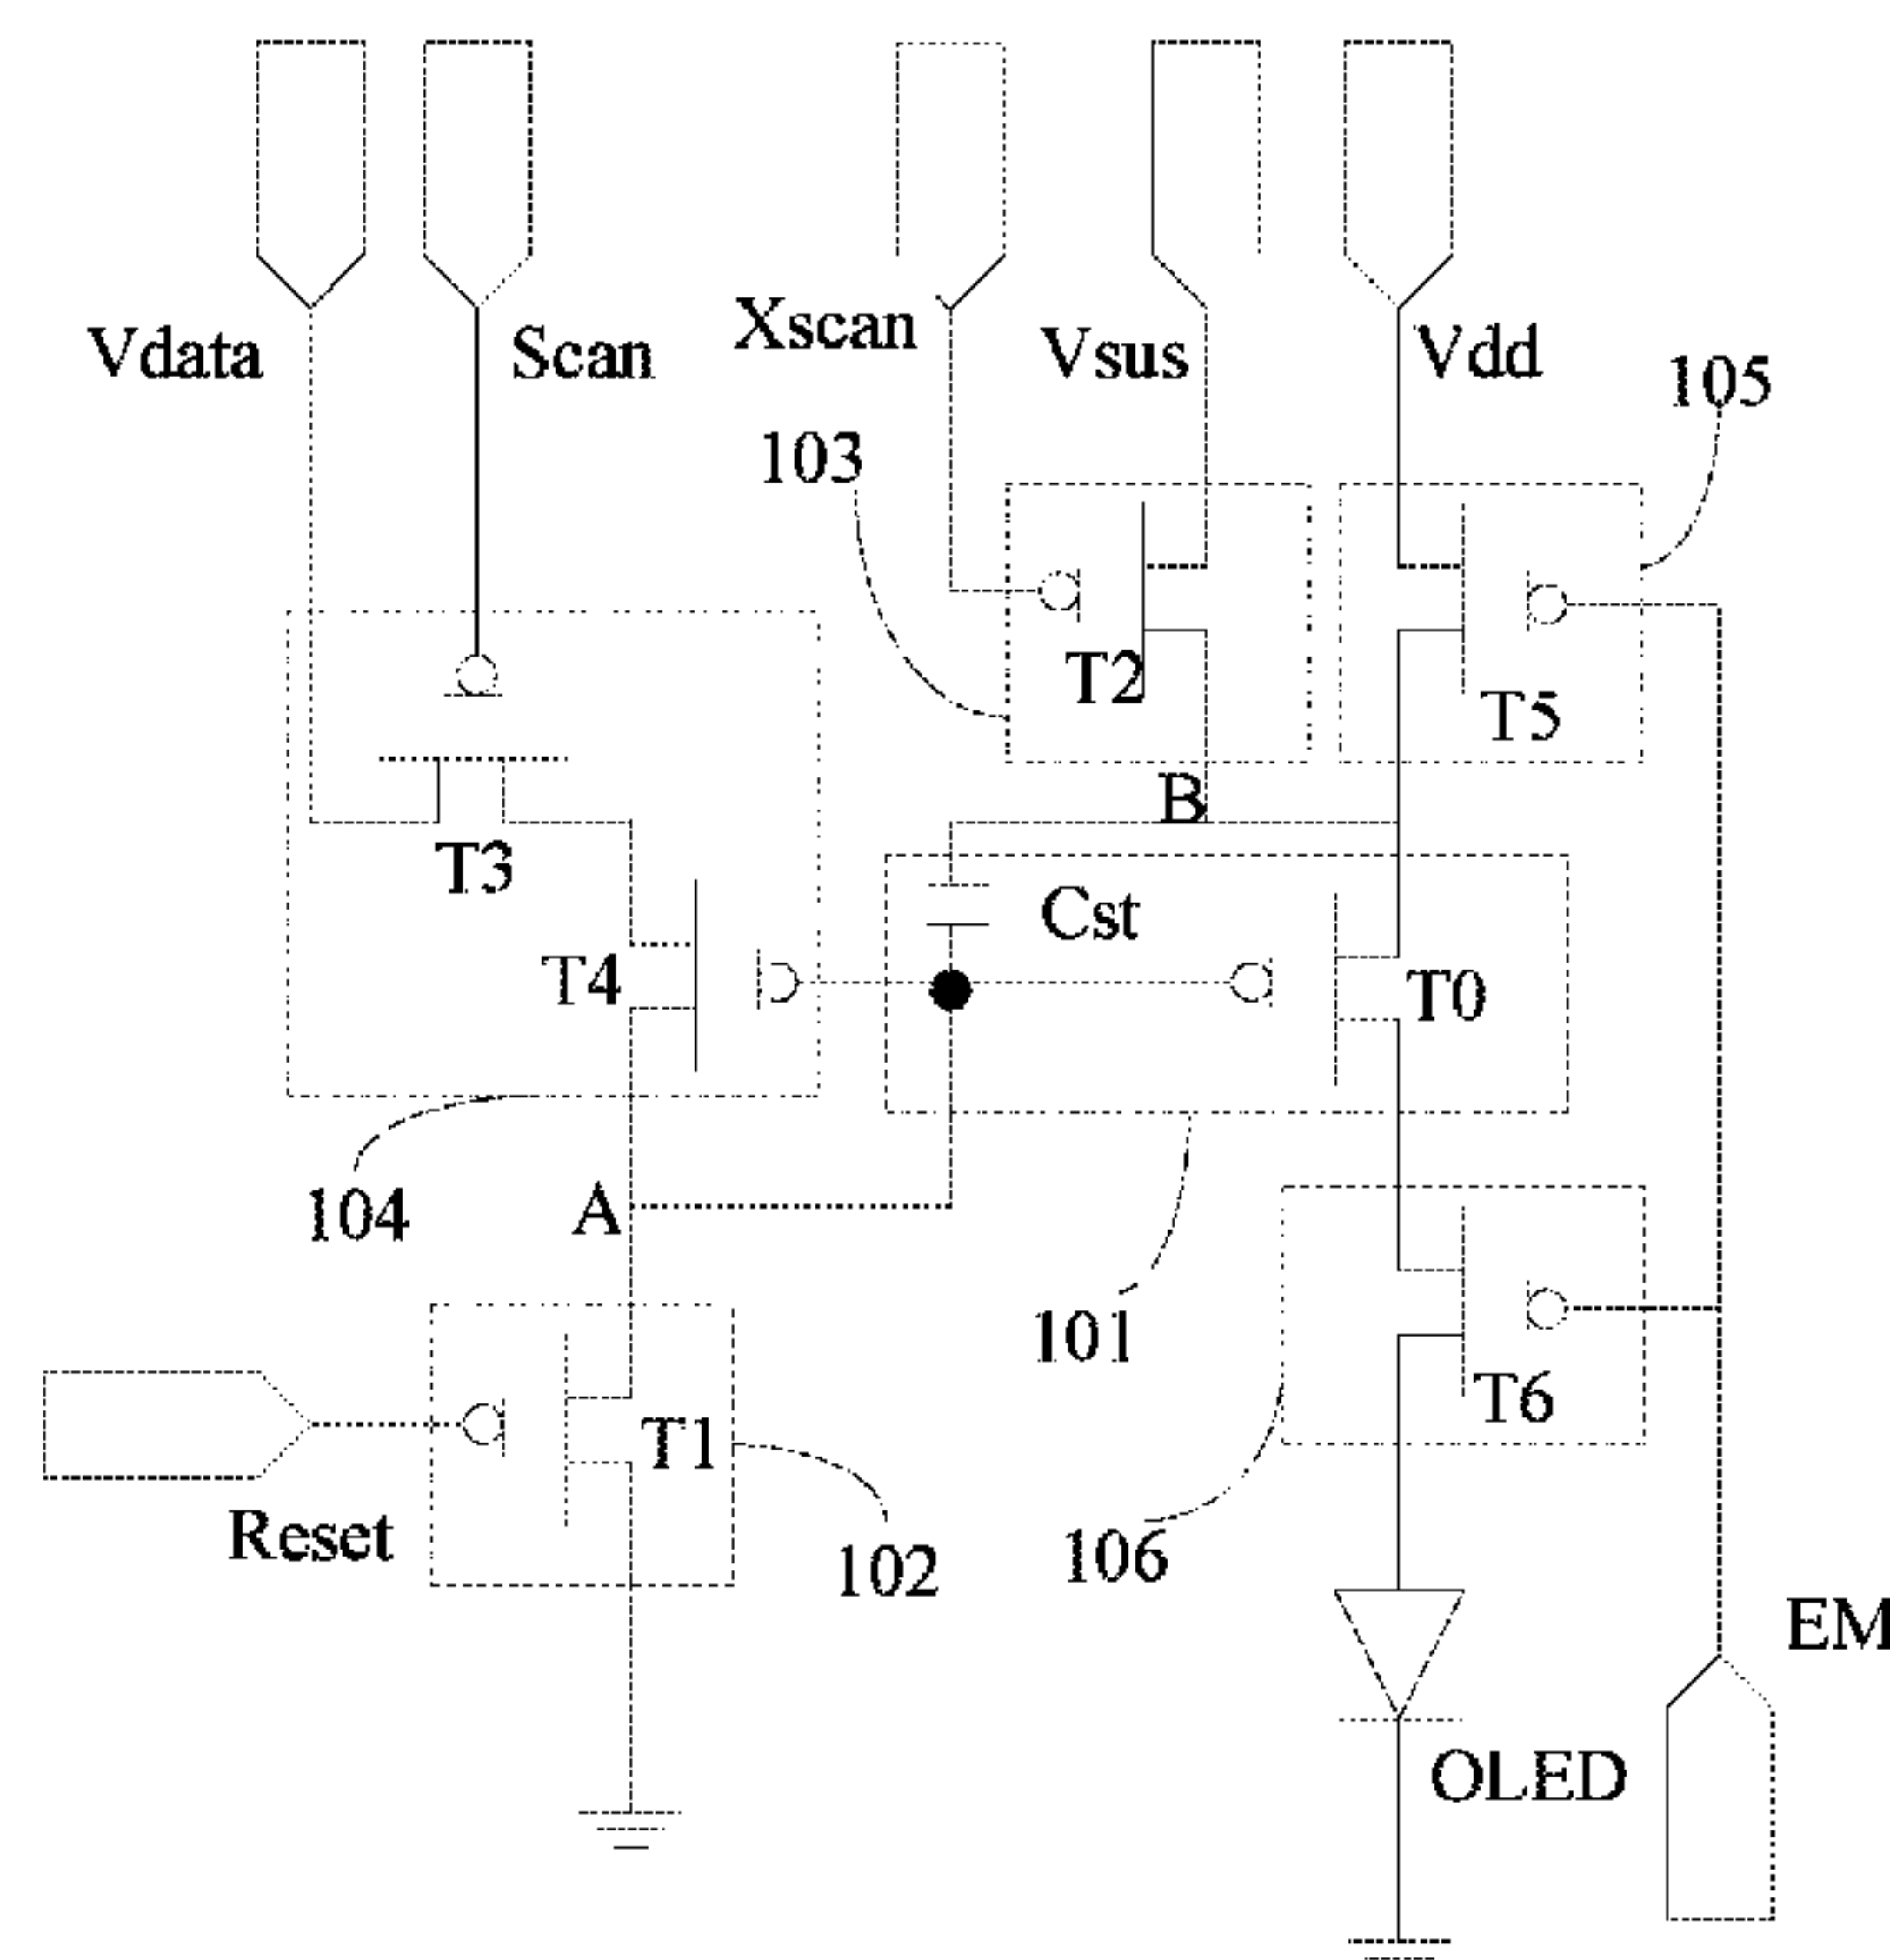 Vdata
Scan
Xscan
Vsus
Vdd
105
103
T2
T5
B
T3
Cst
T4
T0
104
A
101
T1
T6
Reset
102
106
EM
OLED